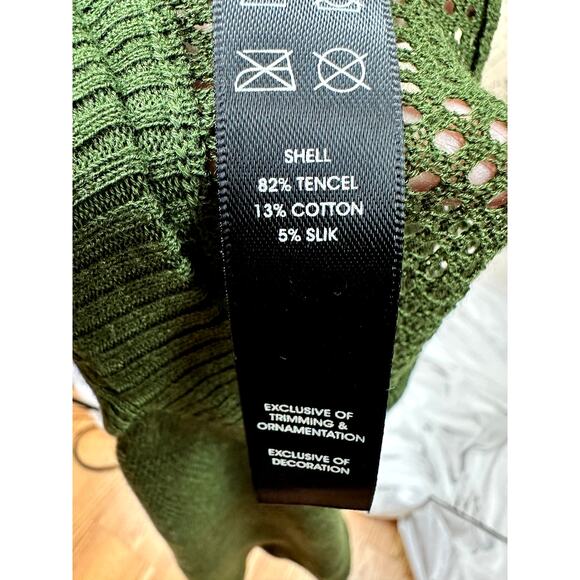 SHELL
82% TENCEL
13% COTTON
5% SLIK
EXCLUSIVE OF
TRIMMING &
ORNAMENTATION
EXCLUSIVE OF
DECORATION